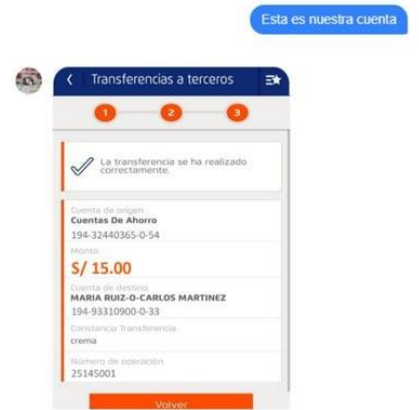 Esta es nuestra cuenta
Transferencias a terceros
1 2 3
La transferencia se ha realizado
correctamente.
Cuenta de origen
Cuentas De Ahorro
194-32440365-0-54
Monto
S/ 15.00
Cuenta de destino
MARIA RUIZ-O-CARLOS MARTINEZ
194-93310900-0-33
Constancia Transferencia
crema
Número de operación
25145001
Volver